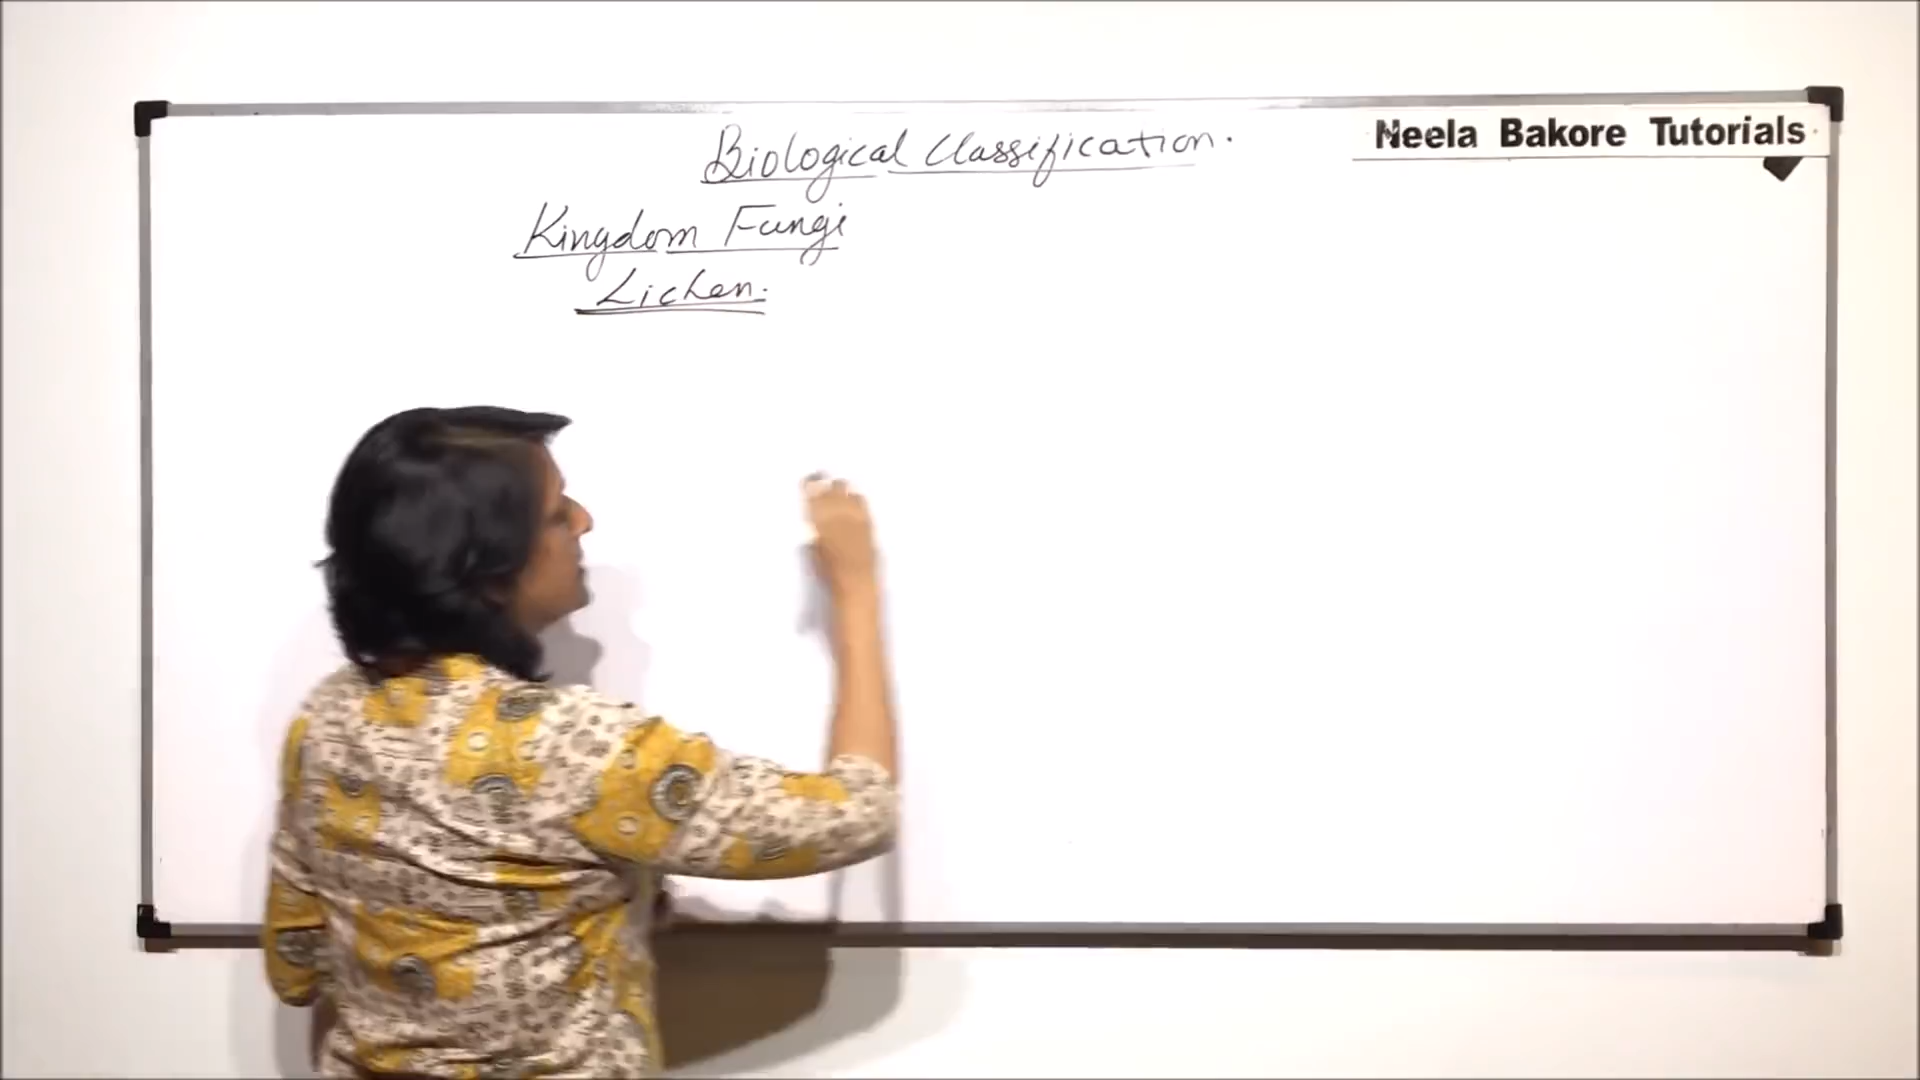 Biological Classification.
Neela Bakore Tutorials
Kingdom Fungi
Lichen.